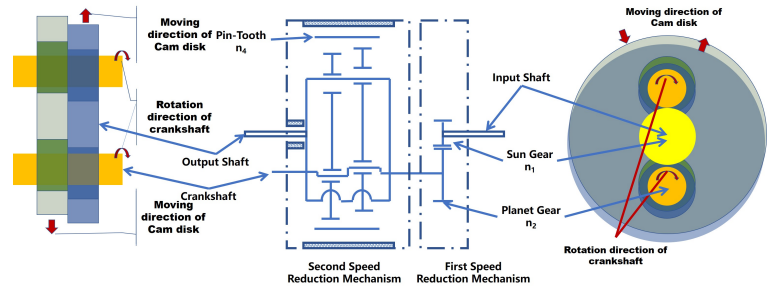 Moving
direction of
Cam disk
Rotation
direction of
crankshaft
Output Shaft
Crankshaft
Moving
direction of
Cam disk
Pin-Tooth
n4
Second Speed
Reduction Mechanism
First Speed
Reduction Mechanism
Input Shaft
Sun Gear
n1
Planet Gear
n2
Moving direction of
Cam disk
Rotation direction of
crankshaft